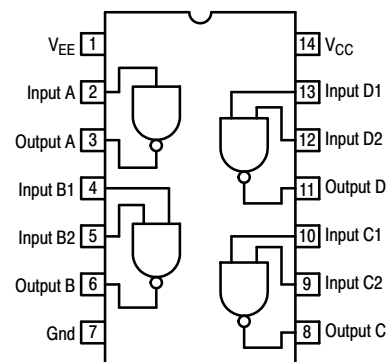 VEE 1
14 VCC
Input A 2
13 Input D1
Output A 3
12 Input D2
Input B1 4
11 Output D
Input B2 5
10 Input C1
Output B 6
9 Input C2
Gnd 7
8 Output C